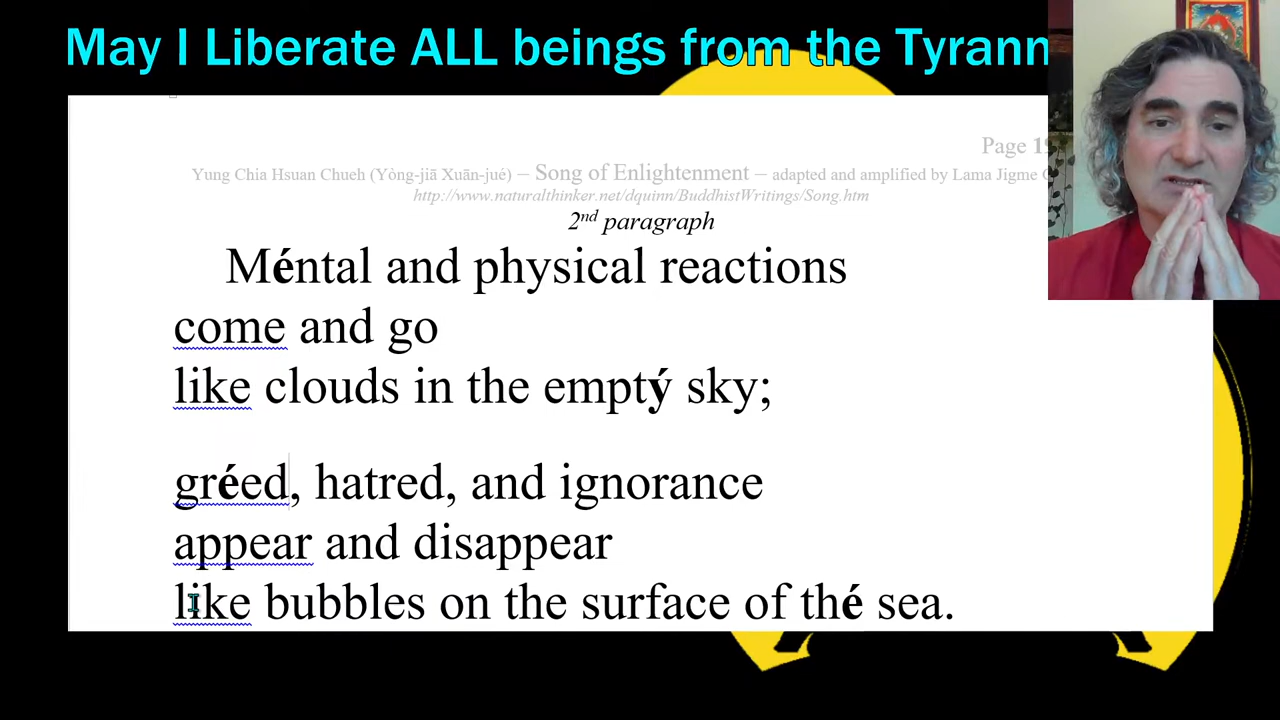 May I Liberate ALL beings from the Tyrann
Page 19
Yung Chia Hsuan Chueh (Yòng-jiā Xuān-jué) – Song of Enlightenment – adapted and amplified by Lama Jigme
http://www.naturalthinker.net/dquinn/BuddhistWritings/Song.htm
2nd paragraph
Méntal and physical reactions
come and go
like clouds in the emptý sky;
gréed, hatred, and ignorance
appear and disappear
like bubbles on the surface of thé sea.